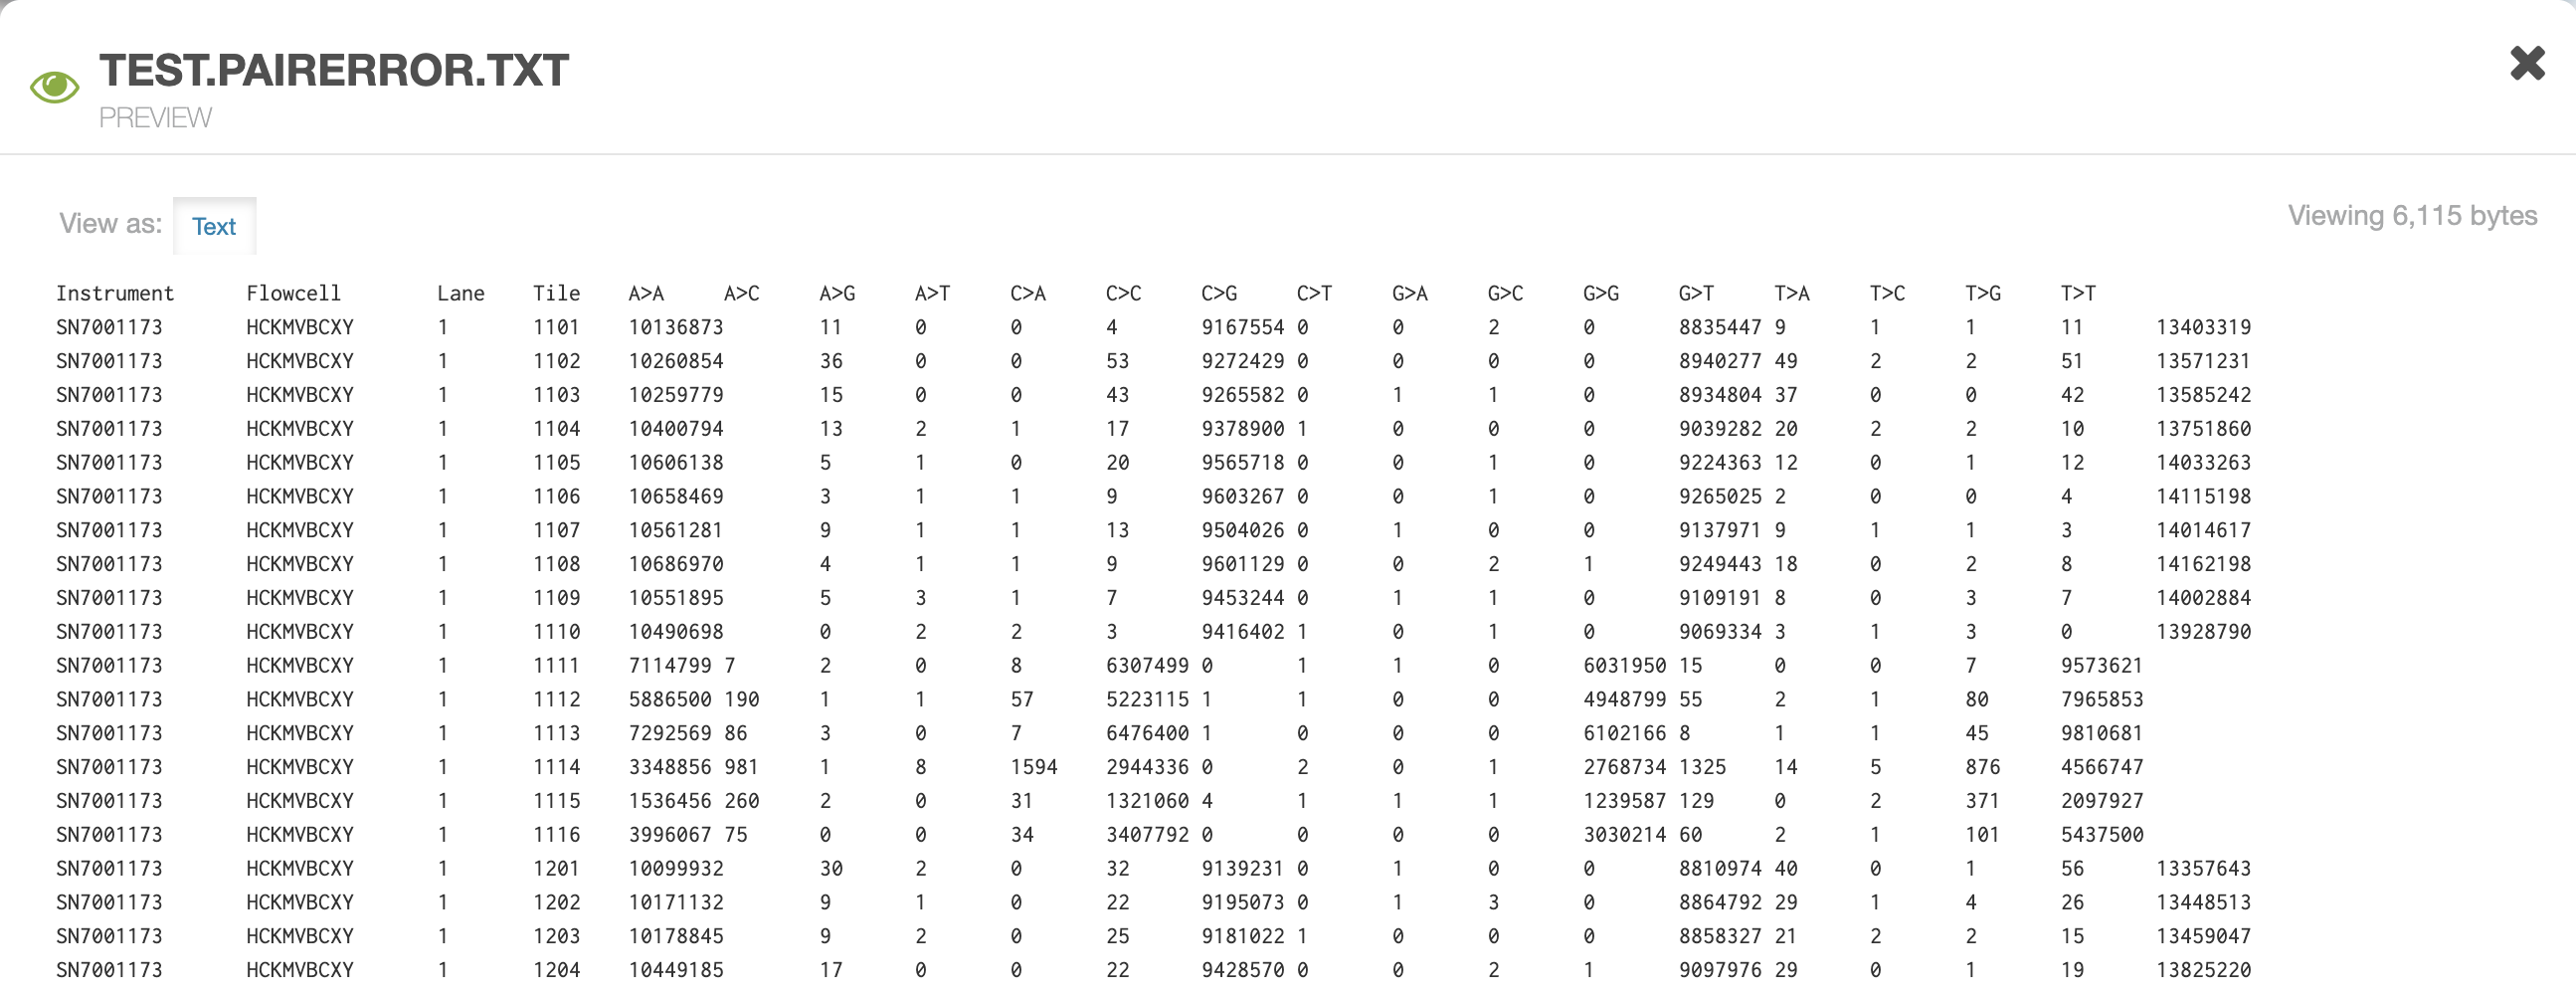 TEST.PAIRERROR.TXT
PREVIEW
View as: Text
Viewing 6,115 bytes
Instrument Flowcell Lane Tile A>A A>C A>G A>T C>A C>C C>G C>T G>A G>C G>G G>T T>A T>C T>G T>T
SN7001173 HCKMVBCXY 1 1101 10136873 11 0 0 4 9167554 0 0 2 0 8835447 9 1 1 11 13403319
SN7001173 HCKMVBCXY 1 1102 10260854 36 0 0 53 9272429 0 0 0 0 8940277 49 2 2 51 13571231
SN7001173 HCKMVBCXY 1 1103 10259779 15 0 0 43 9265582 0 1 1 0 8934804 37 0 0 42 13585242
SN7001173 HCKMVBCXY 1 1104 10400794 13 2 1 17 9378900 1 0 0 0 9039282 20 2 2 10 13751860
SN7001173 HCKMVBCXY 1 1105 10606138 5 1 0 20 9565718 0 0 1 0 9224363 12 0 1 12 14033263
SN7001173 HCKMVBCXY 1 1106 10658469 3 1 1 9 9603267 0 0 1 0 9265025 2 0 0 4 14115198
SN7001173 HCKMVBCXY 1 1107 10561281 9 1 1 13 9504026 0 1 0 0 9137971 9 1 1 3 14014617
SN7001173 HCKMVBCXY 1 1108 10686970 4 1 1 9 9601129 0 0 2 1 9249443 18 0 2 8 14162198
SN7001173 HCKMVBCXY 1 1109 10551895 5 3 1 7 9453244 0 1 1 0 9109191 8 0 3 7 14002884
SN7001173 HCKMVBCXY 1 1110 10490698 0 2 2 3 9416402 1 0 1 0 9069334 3 1 3 0 13928790
SN7001173 HCKMVBCXY 1 1111 7114799 7 2 0 8 6307499 0 1 1 0 6031950 15 0 0 7 9573621
SN7001173 HCKMVBCXY 1 1112 5886500 190 1 1 57 5223115 1 1 0 0 4948799 55 2 1 80 7965853
SN7001173 HCKMVBCXY 1 1113 7292569 86 3 0 7 6476400 1 0 0 0 6102166 8 1 1 45 9810681
SN7001173 HCKMVBCXY 1 1114 3348856 981 1 8 1594 2944336 0 2 0 1 2768734 1325 14 5 876 4566747
SN7001173 HCKMVBCXY 1 1115 1536456 260 2 0 31 1321060 4 1 1 1 1239587 129 0 2 371 2097927
SN7001173 HCKMVBCXY 1 1116 3996067 75 0 0 34 3407792 0 0 0 0 3030214 60 2 1 101 5437500
SN7001173 HCKMVBCXY 1 1201 10099932 30 2 0 32 9139231 0 1 0 0 8810974 40 0 1 56 13357643
SN7001173 HCKMVBCXY 1 1202 10171132 9 1 0 22 9195073 0 1 3 0 8864792 29 1 4 26 13448513
SN7001173 HCKMVBCXY 1 1203 10178845 9 2 0 25 9181022 1 0 0 0 8858327 21 2 2 15 13459047
SN7001173 HCKMVBCXY 1 1204 10449185 17 0 0 22 9428570 0 0 2 1 9097976 29 0 1 19 13825220